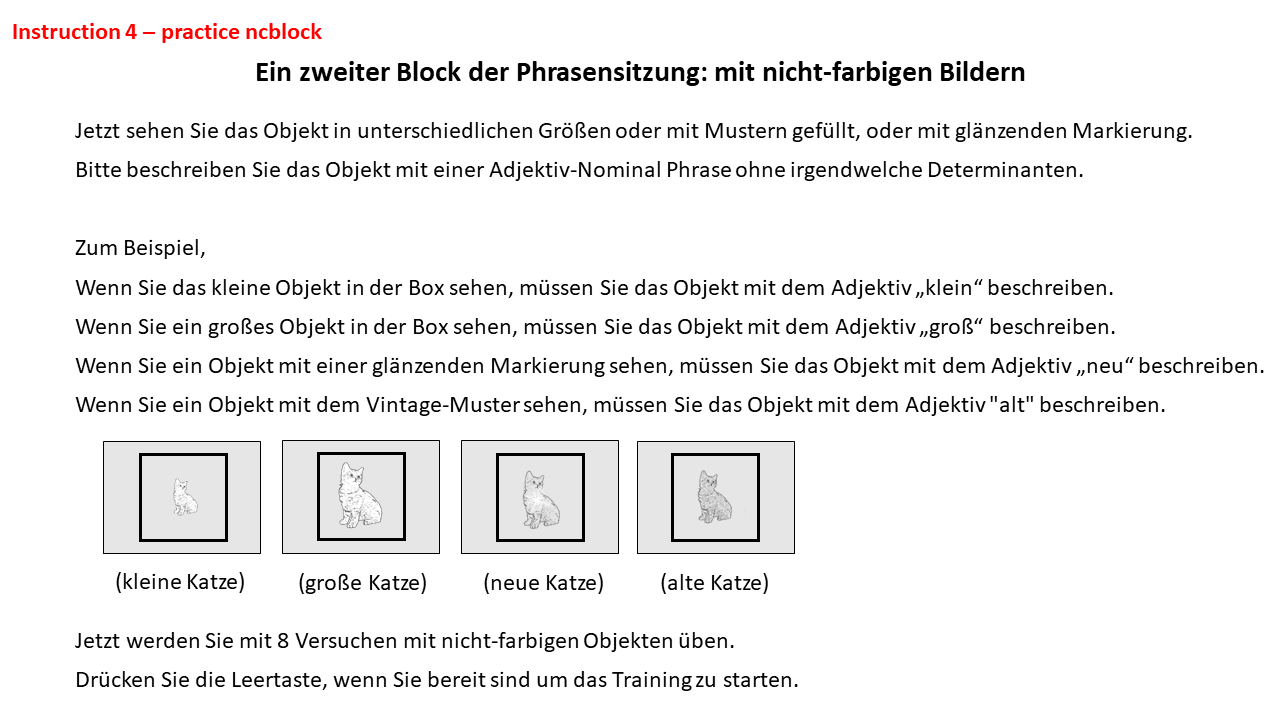 Instruction 4 – practice ncblock
Ein zweiter Block der Phrasensitzung: mit nicht-farbigen Bildern
Jetzt sehen Sie das Objekt in unterschiedlichen Größen oder mit Mustern gefüllt, oder mit glänzenden Markierung.
Bitte beschreiben Sie das Objekt mit einer Adjektiv-Nominal Phrase ohne irgendwelche Determinanten.
Zum Beispiel,
Wenn Sie das kleine Objekt in der Box sehen, müssen Sie das Objekt mit dem Adjektiv „klein“ beschreiben.
Wenn Sie ein großes Objekt in der Box sehen, müssen Sie das Objekt mit dem Adjektiv „groß“ beschreiben.
Wenn Sie ein Objekt mit einer glänzenden Markierung sehen, müssen Sie das Objekt mit dem Adjektiv „neu“ beschreiben.
Wenn Sie ein Objekt mit dem Vintage-Muster sehen, müssen Sie das Objekt mit dem Adjektiv "alt" beschreiben.
(kleine Katze) (große Katze) (neue Katze) (alte Katze)
Jetzt werden Sie mit 8 Versuchen mit nicht-farbigen Objekten üben.
Drücken Sie die Leertaste, wenn Sie bereit sind um das Training zu starten.